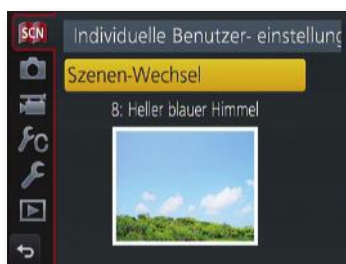 SCN
Individuelle Benutzer- einstellung
Szenen-Wechsel
8: Heller blauer Himmel
C